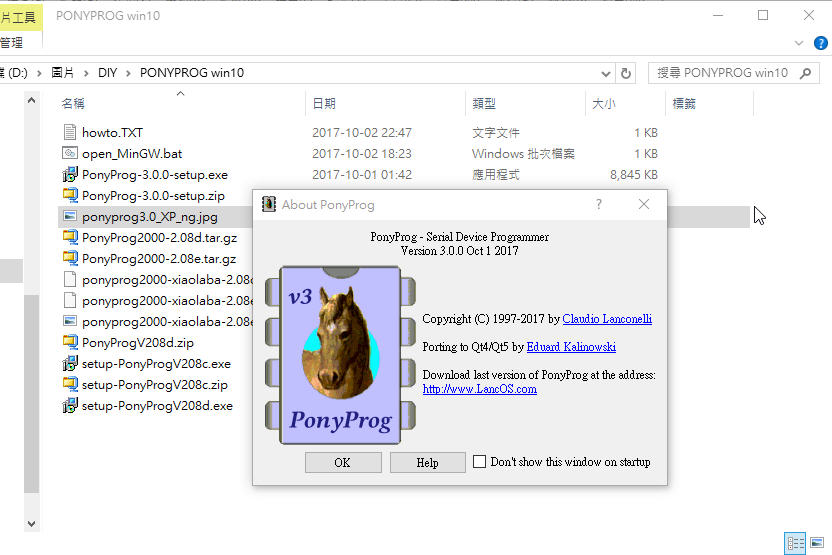 片工具
PONYPROG win10
管理
(D:) > 圖片 > DIY > PONYPROG win10
搜尋 PONYPROG win10
名稱 日期 類型 大小 標籤
howto.TXT 2017-10-02 22:47 文字文件 1 KB
open_MinGW.bat 2017-10-02 18:23 Windows 批次檔案 1 KB
PonyProg-3.0.0-setup.exe 2017-10-01 01:42 應用程式 8,845 KB
PonyProg-3.0.0-setup.zip
ponyprog3.0_XP_ng.jpg
PonyProg2000-2.08d.tar.gz
PonyProg2000-2.08e.tar.gz
ponyprog2000-xiaolaba-2.08
ponyprog2000-xiaolaba-2.08e
ponyprog2000-xiaolaba-2.08e
PonyProgV208d.zip
setup-PonyProgV208c.exe
setup-PonyProgV208c.zip
setup-PonyProgV208d.exe
About PonyProg
?
PonyProg - Serial Device Programmer
Version 3.0.0 Oct 1 2017
v3
PonyProg
Copyright (C) 1997-2017 by Claudio Lanconelli
Porting to Qt4/Qt5 by Eduard Kalinowski
Download last version of PonyProg at the address:
http://www.LancOS.com
OK Help Don't show this window on startup